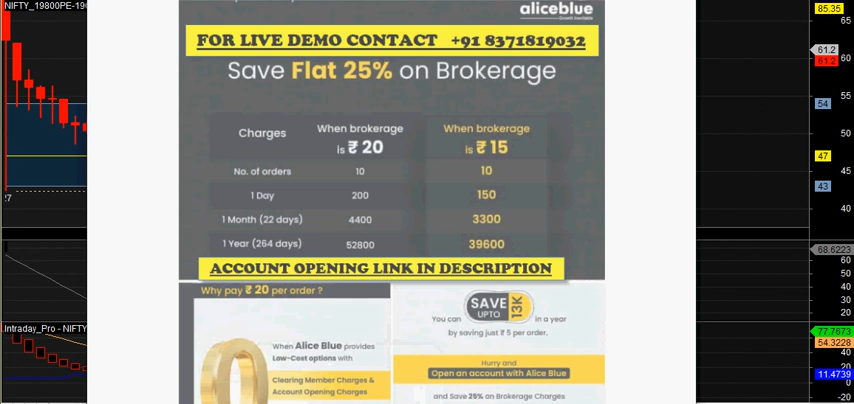 NIFTY_19800PE-19
aliceblue
FOR LIVE DEMO CONTACT +91 8371819032
Save Flat 25% on Brokerage
Charges When brokerage is ₹ 20 When brokerage is ₹ 15
No. of orders 10 10
1 Day 200 150
1 Month (22 days) 4400 3300
1 Year (264 days) 52800 39600
ACCOUNT OPENING LINK IN DESCRIPTION
Why pay ₹ 20 per order ?
When Alice Blue provides
Low-Cost options with
Clearing Member Charges &
Account Opening Charges
You can SAVE UPTO 13K in a year
by saving just ₹ 5 per order.
Hurry and
Open an account with Alice Blue
and Save 25% on Brokerage Charges
85.35
65
61.2
61.2
60
55
54
50
47
45
43
40
68.6223
60
50
40
30
20
Intraday_Pro - NIFTY
77.7673
54.3228
40
20
11.4739
0
-20